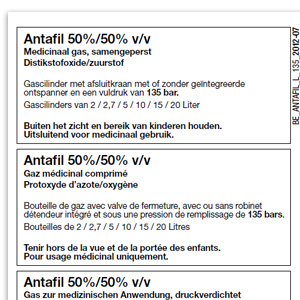 Antafil 50%/50% v/v
Medicinaal gas, samengeperst
Distikstofoxide/zuurstof
Gascilinder met afsluitkraan met of zonder geïntegreerde
ontspanner en een vuldruk van 135 bar.
Gascilinders van 2 / 2,7 / 5 / 10 / 15 / 20 Liter
Buiten het zicht en bereik van kinderen houden.
Uitsluitend voor medicinaal gebruik.
BE_ANTAFIL_L_135_2012-07
Antafil 50%/50% v/v
Gaz médicinal comprimé
Protoxyde d'azote/oxygène
Bouteille de gaz avec valve de fermeture, avec ou sans robinet
détendeur intégré et sous une pression de remplissage de 135 bars.
Bouteilles de 2 / 2,7 / 5 / 10 / 15 / 20 Litres
Tenir hors de la vue et de la portée des enfants.
Pour usage médical uniquement.
Antafil 50%/50% v/v
Gas zur medizinischen Anwendung, druckverdichtet